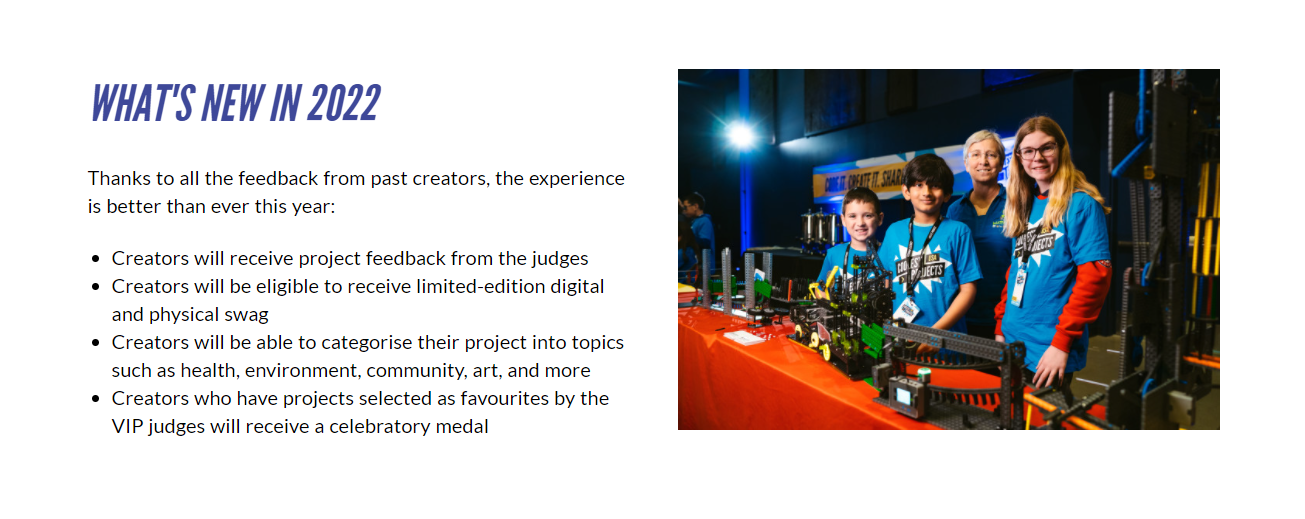 WHAT'S NEW IN 2022
Thanks to all the feedback from past creators, the experience
is better than ever this year:
• Creators will receive project feedback from the judges
• Creators will be eligible to receive limited-edition digital
and physical swag
• Creators will be able to categorise their project into topics
such as health, environment, community, art, and more
• Creators who have projects selected as favourites by the
VIP judges will receive a celebratory medal
CODE IT. CREATE IT. SHAR